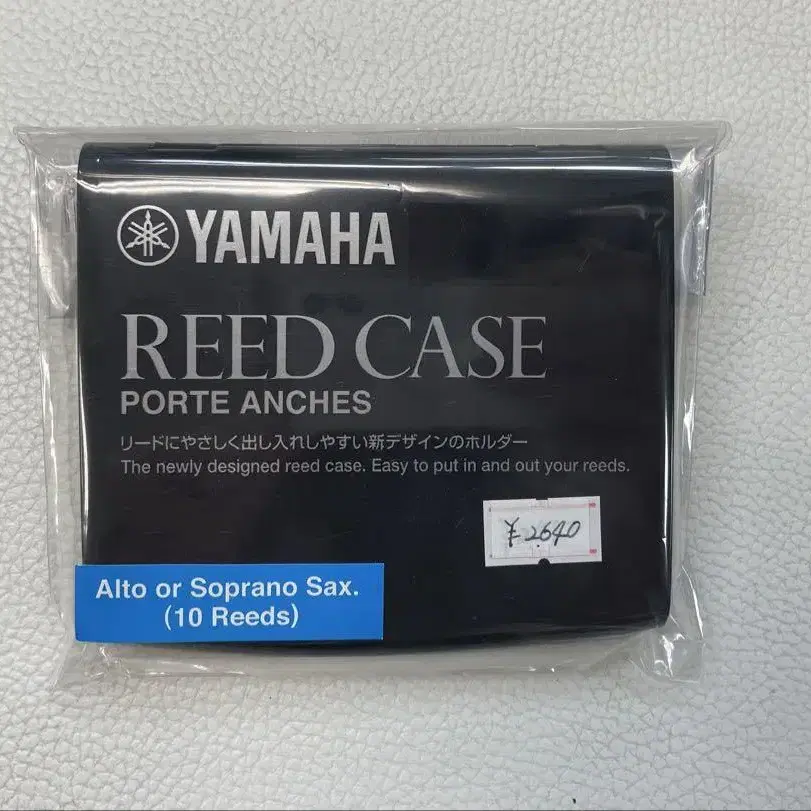 YAMAHA
REED CASE
PORTE ANCHES
リードにやさしく出し入れしやすい新デザインのホルダー
The newly designed reed case. Easy to put in and out your reeds.
¥2,640
Alto or Soprano Sax.
(10 Reeds)